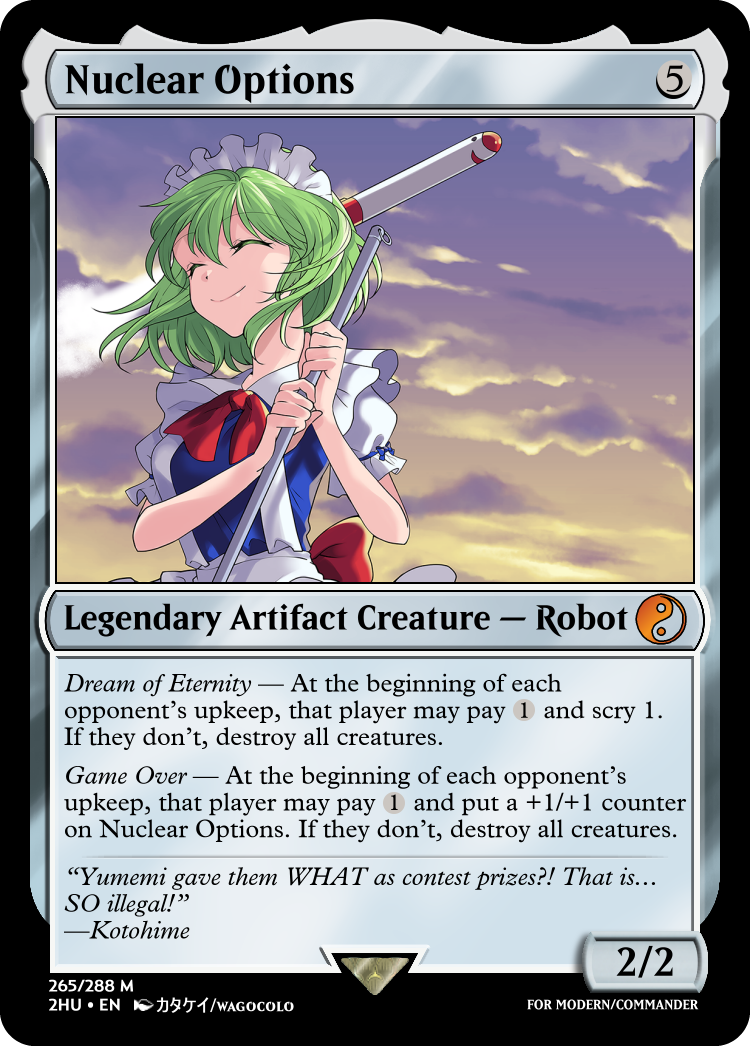 Nuclear Options 5
Legendary Artifact Creature — Robot
Dream of Eternity — At the beginning of each
opponent’s upkeep, that player may pay 1 and scry 1.
If they don’t, destroy all creatures.
Game Over — At the beginning of each opponent’s
upkeep, that player may pay 1 and put a +1/+1 counter
on Nuclear Options. If they don’t, destroy all creatures.
“Yumemi gave them WHAT as contest prizes?! That is…
SO illegal!”
—Kotohime
2/2
265/288 M
2HU • EN カタケイ/WAGOCOLO
FOR MODERN/COMMANDER